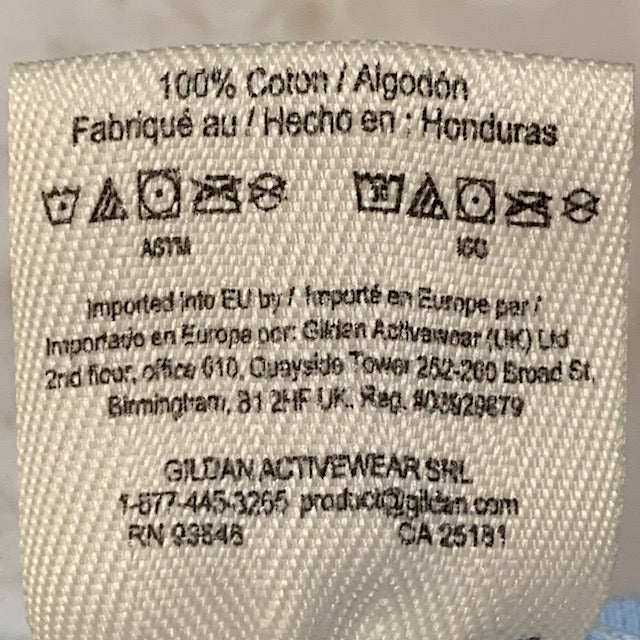 100% Coton / Algodón
Fabriqué au / Hecho en : Honduras
ASTM
ISO
Imported into EU by / Importé en Europe par /
Importado en Europa por: Gildan Activewear (UK) Ltd
2nd floor, office 610, Quayside Tower 252-260 Broad St,
Birmingham, B1 2HF UK. Reg. #03929679
GILDAN ACTIVEWEAR SRL
1-877-445-3265 product@gildan.com
RN 93846
CA 25181